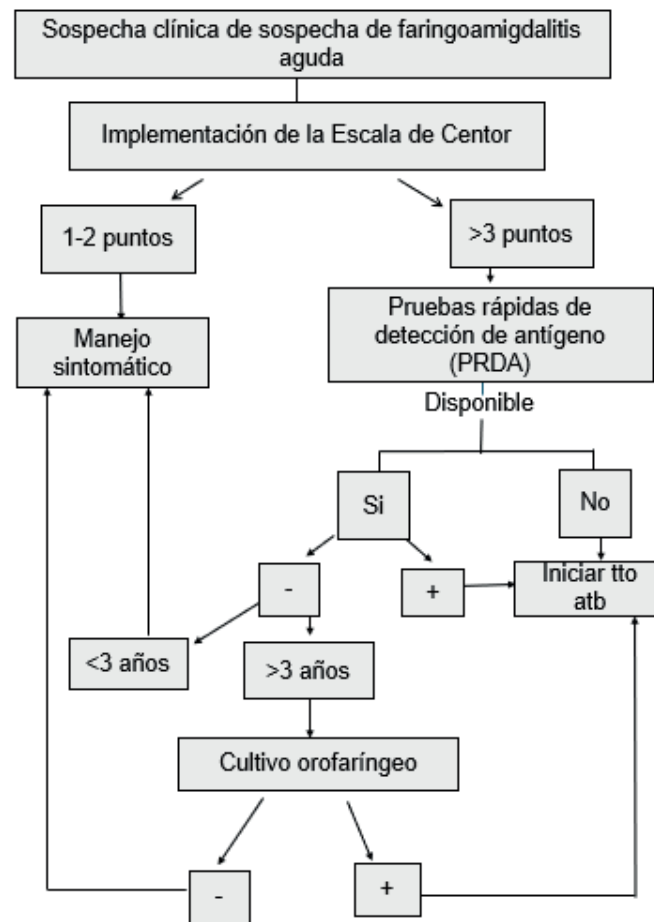 Sospecha clínica de sospecha de faringoamigdalitis
aguda
Implementación de la Escala de Centor
1-2 puntos
>3 puntos
Manejo
sintomático
Pruebas rápidas de
detección de antígeno
(PRDA)
Disponible
Si
No
-
+
Iniciar tto
atb
<3 años
>3 años
Cultivo orofaríngeo
-
+